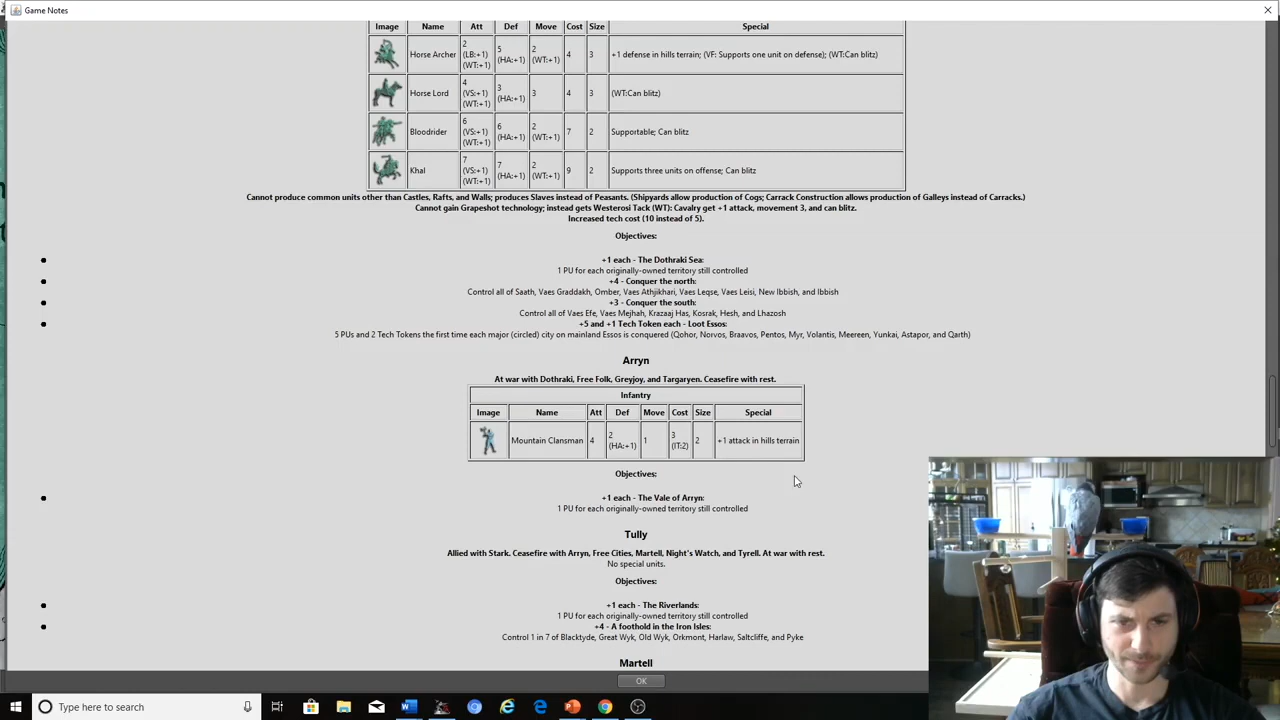 Game Notes
Image Name Att Def Move Cost Size Special
Horse Archer 2 (LB:+1) (WT:+1) 5 (HA:+1) 2 (WT:+1) 4 3 +1 defense in hills terrain; (VF: Supports one unit on defense); (WT:Can blitz)
Horse Lord 4 (VS:+1) (WT:+1) 3 (HA:+1) 3 4 3 (WT:Can blitz)
Bloodrider 6 (VS:+1) (WT:+1) 6 (HA:+1) 2 (WT:+1) 7 2 Supportable; Can blitz
Khal 7 (VS:+1) (WT:+1) 7 (HA:+1) 2 (WT:+1) 9 2 Supports three units on offense; Can blitz
Cannot produce common units other than Castles, Rafts, and Walls; produces Slaves instead of Peasants. (Shipyards allow production of Cogs; Carrack Construction allows production of Galleys instead of Carracks.)
Cannot gain Grapeshot technology; instead gets Westerosi Tack (WT): Cavalry get +1 attack, movement 3, and can blitz.
Increased tech cost (10 instead of 5).
Objectives:
+1 each - The Dothraki Sea:
1 PU for each originally-owned territory still controlled
+4 - Conquer the north:
Control all of Saath, Vaes Graddakh, Omber, Vaes Athjikhari, Vaes Leqse, Vaes Leisi, New Ibbish, and Ibbish
+3 - Conquer the south:
Control all of Vaes Efe, Vaes Mejhah, Krazaaj Has, Kosrak, Hesh, and Lhazosh
+5 and +1 Tech Token each - Loot Essos:
5 PUs and 2 Tech Tokens the first time each major (circled) city on mainland Essos is conquered (Qohor, Norvos, Braavos, Pentos, Myr, Volantis, Meereen, Yunkai, Astapor, and Qarth)
Arryn
At war with Dothraki, Free Folk, Greyjoy, and Targaryen. Ceasefire with rest.
Infantry
Image Name Att Def Move Cost Size Special
Mountain Clansman 4 2 (HA:+1) 1 3 (IT:2) 2 +1 attack in hills terrain
Objectives:
+1 each - The Vale of Arryn:
1 PU for each originally-owned territory still controlled
Tully
Allied with Stark. Ceasefire with Arryn, Free Cities, Martell, Night's Watch, and Tyrell. At war with rest.
No special units.
Objectives:
+1 each - The Riverlands:
1 PU for each originally-owned territory still controlled
+4 - A foothold in the Iron Isles:
Control 1 in 7 of Blacktyde, Great Wyk, Old Wyk, Orkmont, Harlaw, Saltcliffe, and Pyke
Martell
OK
Type here to search